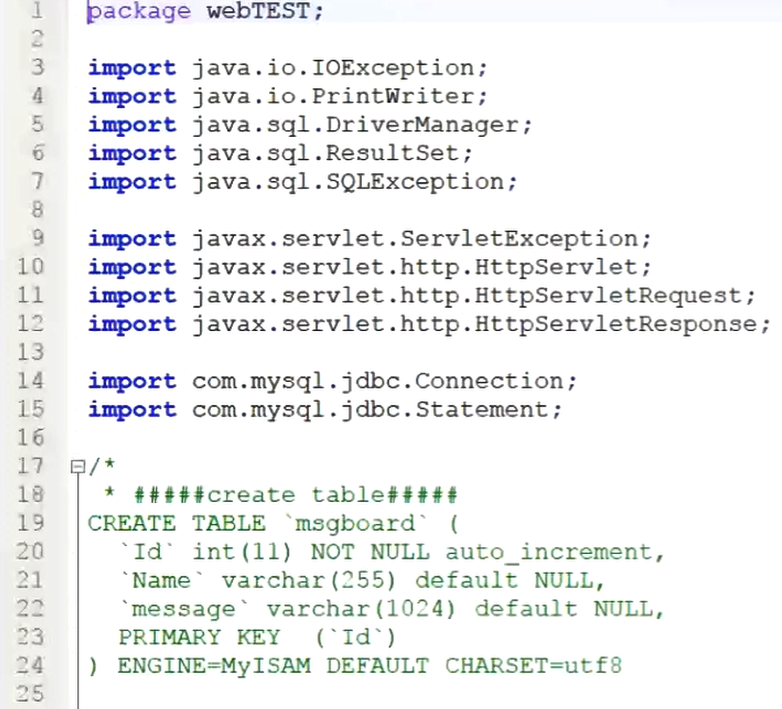 1 package webTEST;
2
3 import java.io.IOException;
4 import java.io.PrintWriter;
5 import java.sql.DriverManager;
6 import java.sql.ResultSet;
7 import java.sql.SQLException;
8
9 import javax.servlet.ServletException;
10 import javax.servlet.http.HttpServlet;
11 import javax.servlet.http.HttpServletRequest;
12 import javax.servlet.http.HttpServletResponse;
13
14 import com.mysql.jdbc.Connection;
15 import com.mysql.jdbc.Statement;
16
17 /*
18  * #####create table#####
19 CREATE TABLE `msgboard` (
20   `Id` int(11) NOT NULL auto_increment,
21   `Name` varchar(255) default NULL,
22   `message` varchar(1024) default NULL,
23   PRIMARY KEY  (`Id`)
24 ) ENGINE=MyISAM DEFAULT CHARSET=utf8
25